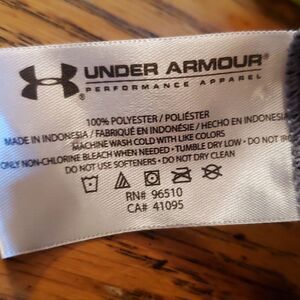 UNDER ARMOUR®
PERFORMANCE APPAREL
®
100% POLYESTER / POLIÉSTER
MADE IN INDONESIA / FABRIQUÉ EN INDONÉSIE / HECHO EN INDONESIA
MACHINE WASH COLD WITH LIKE COLORS
ONLY NON-CHLORINE BLEACH WHEN NEEDED • TUMBLE DRY LOW • DO NOT IRON
DO NOT USE SOFTENERS • DO NOT DRY CLEAN
RN# 96510
CA# 41095